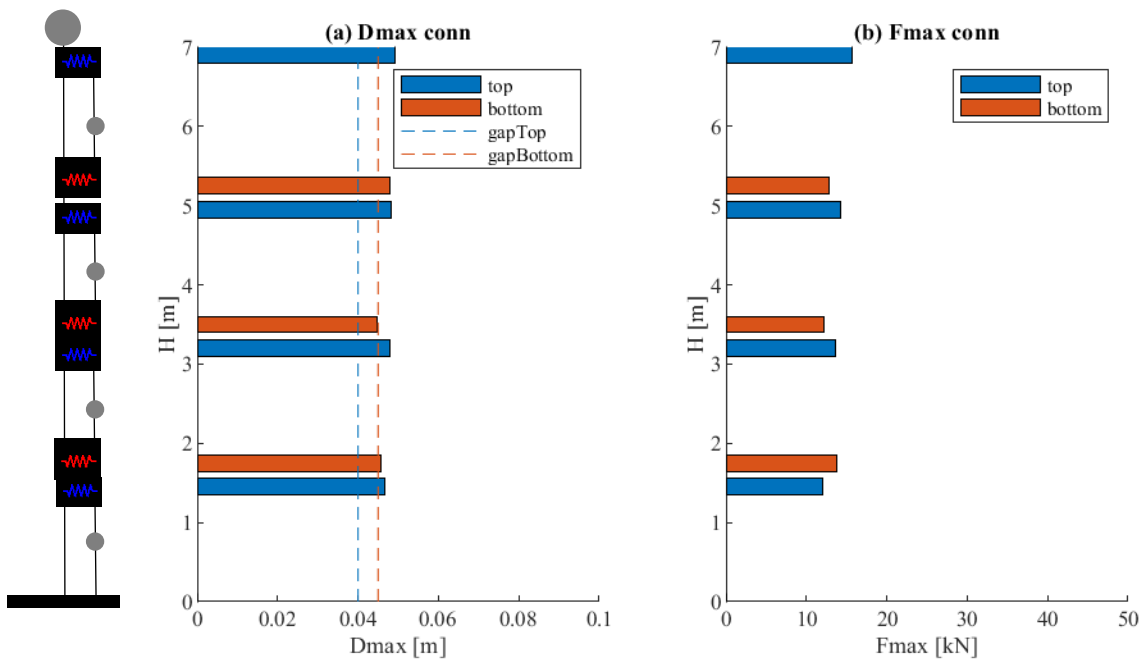 (a) Dmax conn
7
6
5
4
3
2
1
0
H [m]
top
bottom
gapTop
gapBottom
0 0.02 0.04 0.06 0.08 0.1
Dmax [m]
(b) Fmax conn
7
6
5
4
3
2
1
0
H [m]
top
bottom
0 10 20 30 40 50
Fmax [kN]